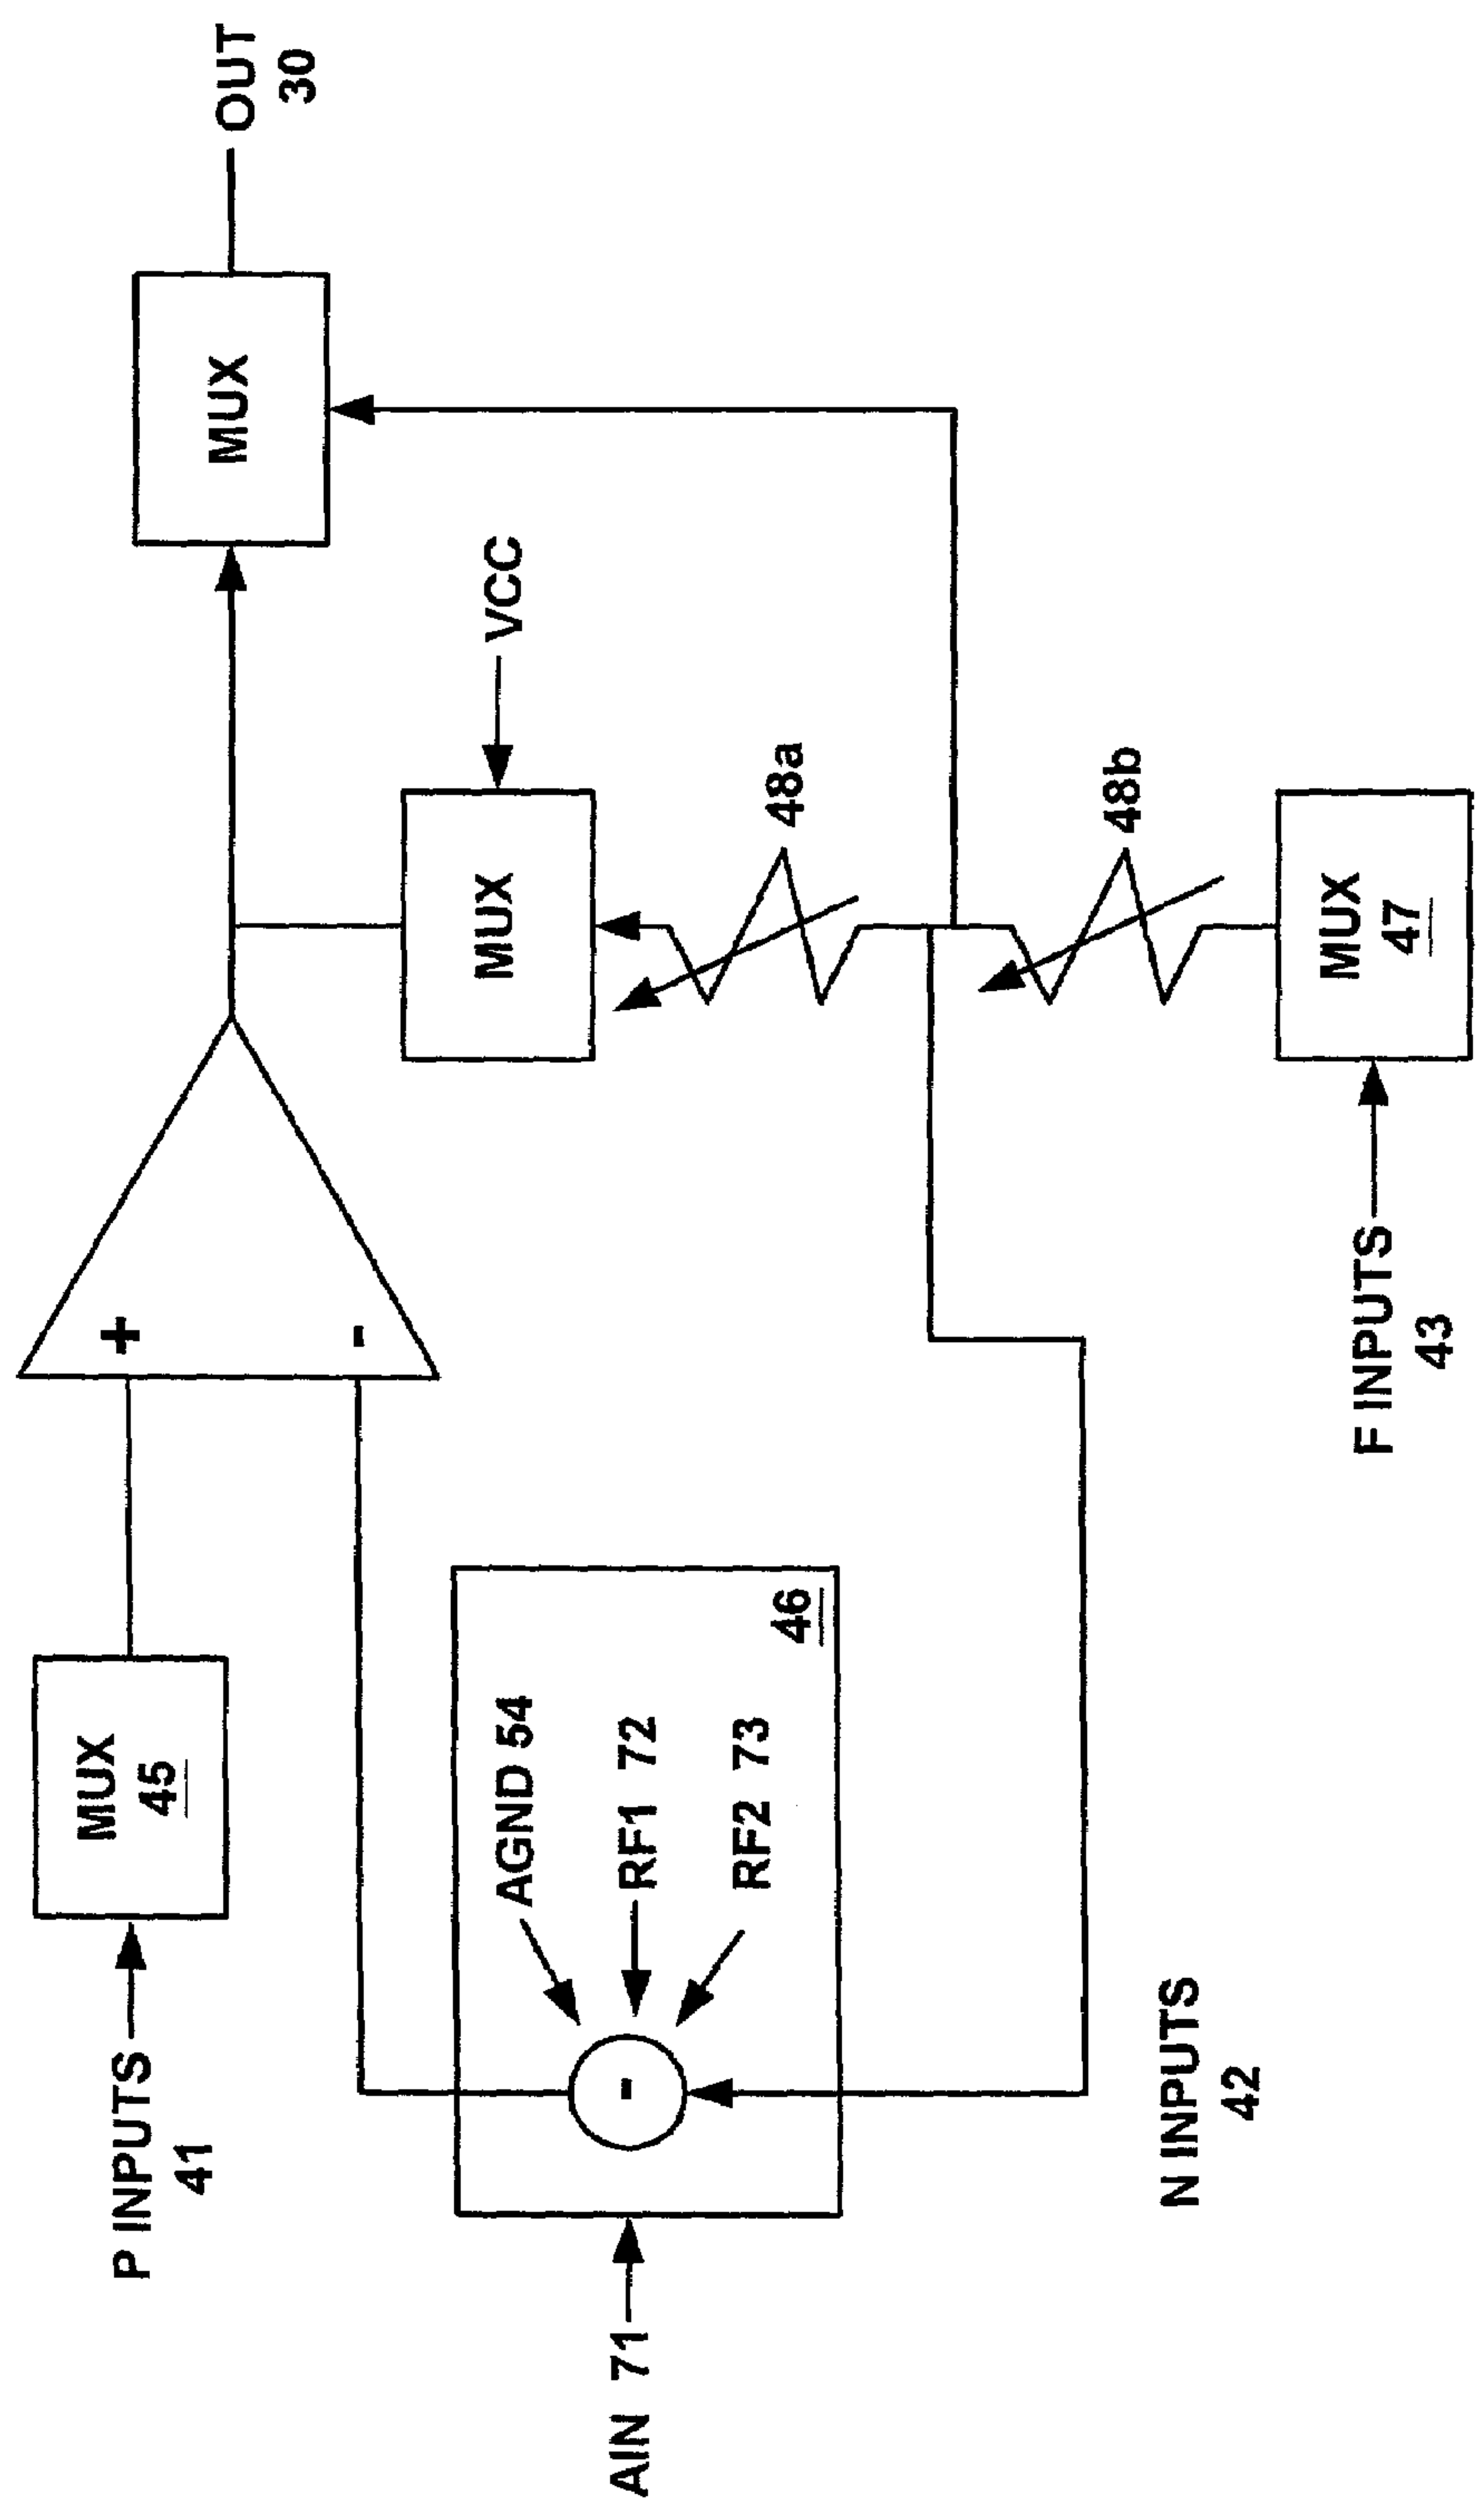 P INPUTS
41
MUX
45
+
-
MUX
OUT
30
VCC
MUX
AIN 71
-
AGND 54
RF1 72
RF2 73
46
48a
48b
N INPUTS
42
F INPUTS
43
MUX
47